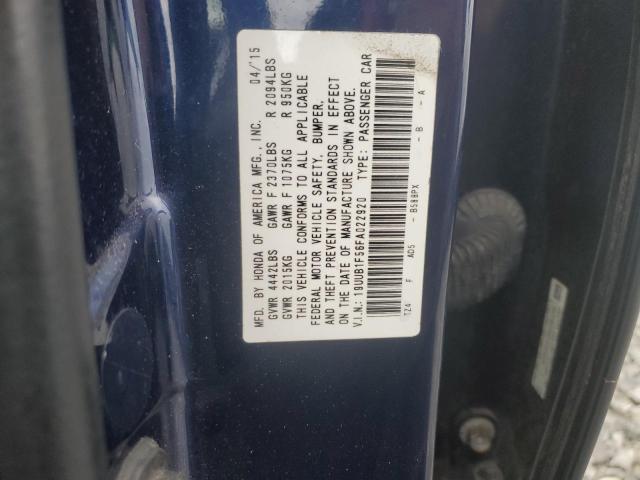 MFD. BY HONDA OF AMERICA MFG., INC. 04/'15
GVWR 4442LBS GAWR F 2370LBS R 2094LBS
GVWR 2015KG GAWR F 1075KG R 950KG
THIS VEHICLE CONFORMS TO ALL APPLICABLE
FEDERAL MOTOR VEHICLE SAFETY, BUMPER,
AND THEFT PREVENTION STANDARDS IN EFFECT
ON THE DATE OF MANUFACTURE SHOWN ABOVE.
V.I.N.: 19UUB1F56FA022920 TYPE: PASSENGER CAR
TZ4 F AD5 - B588PX - B - A